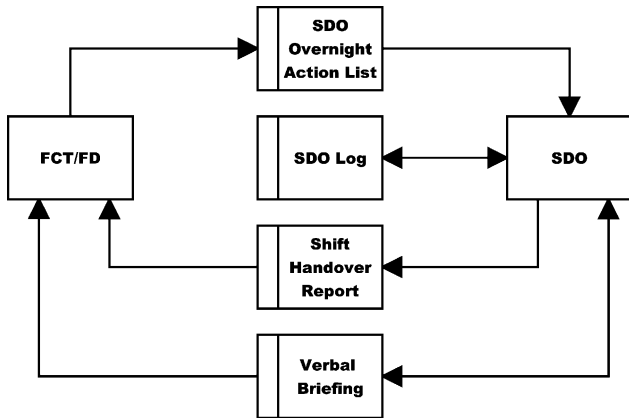 SDO
Overnight
Action List
FCT/FD
SDO Log
SDO
Shift
Handover
Report
Verbal
Briefing